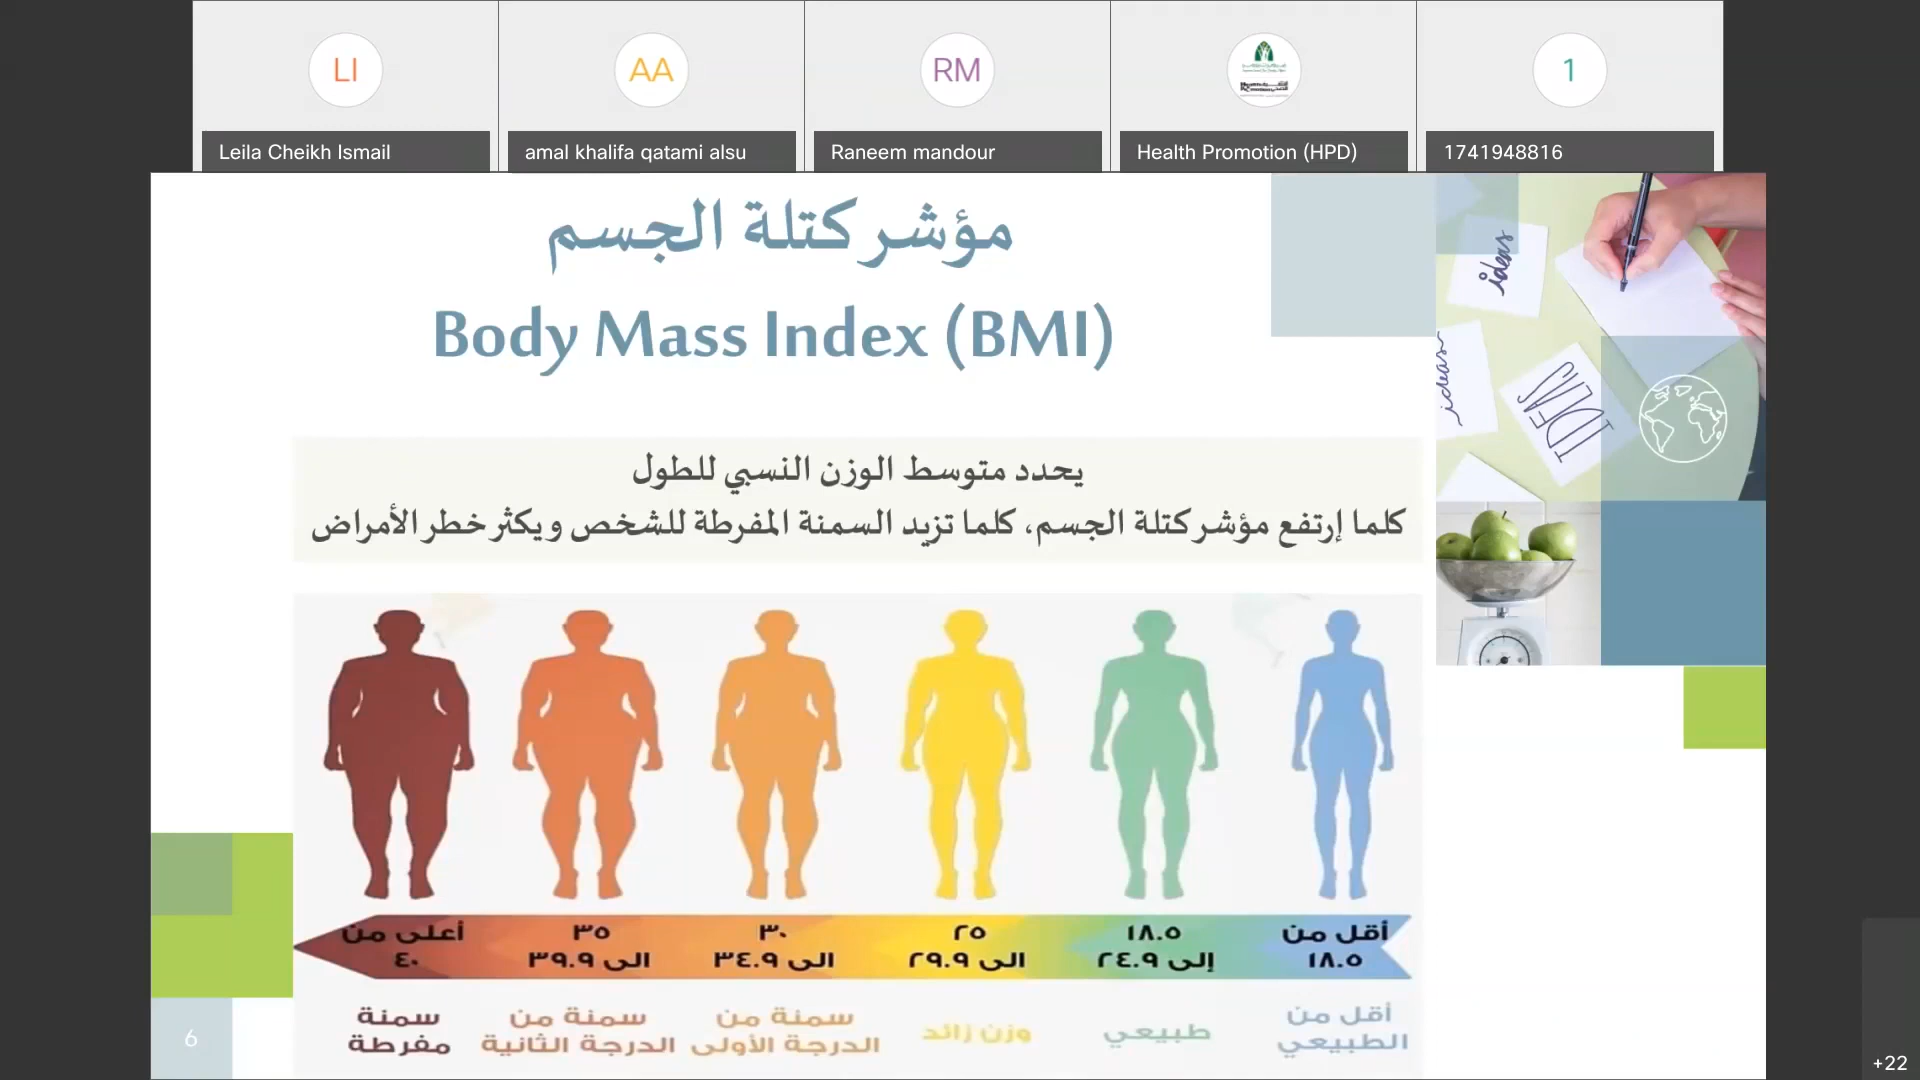 LI
AA
RM
1
Leila Cheikh Ismail
amal khalifa qatami alsu
Raneem mandour
Health Promotion (HPD)
1741948816
مؤشر كتلة الجسم
Body Mass Index (BMI)
ideas
ideas
IDEAS
يحدد متوسط الوزن النسبي للطول
كلما إرتفع مؤشر كتلة الجسم، كلما تزيد السمنة المفرطة للشخص ويكثر خطر الأمراض
أقل من
١٨.٥
١٨.٥
إلى ٢٤.٩
٢٥
الى ٢٩.٩
٣٠
الى ٣٤.٩
٣٥
الى ٣٩.٩
أعلى من
٤٠
أقل من
الطبيعي
طبيعي
وزن زائد
سمنة من
الدرجة الأولى
سمنة من
الدرجة الثانية
سمنة
مفرطة
6
+22